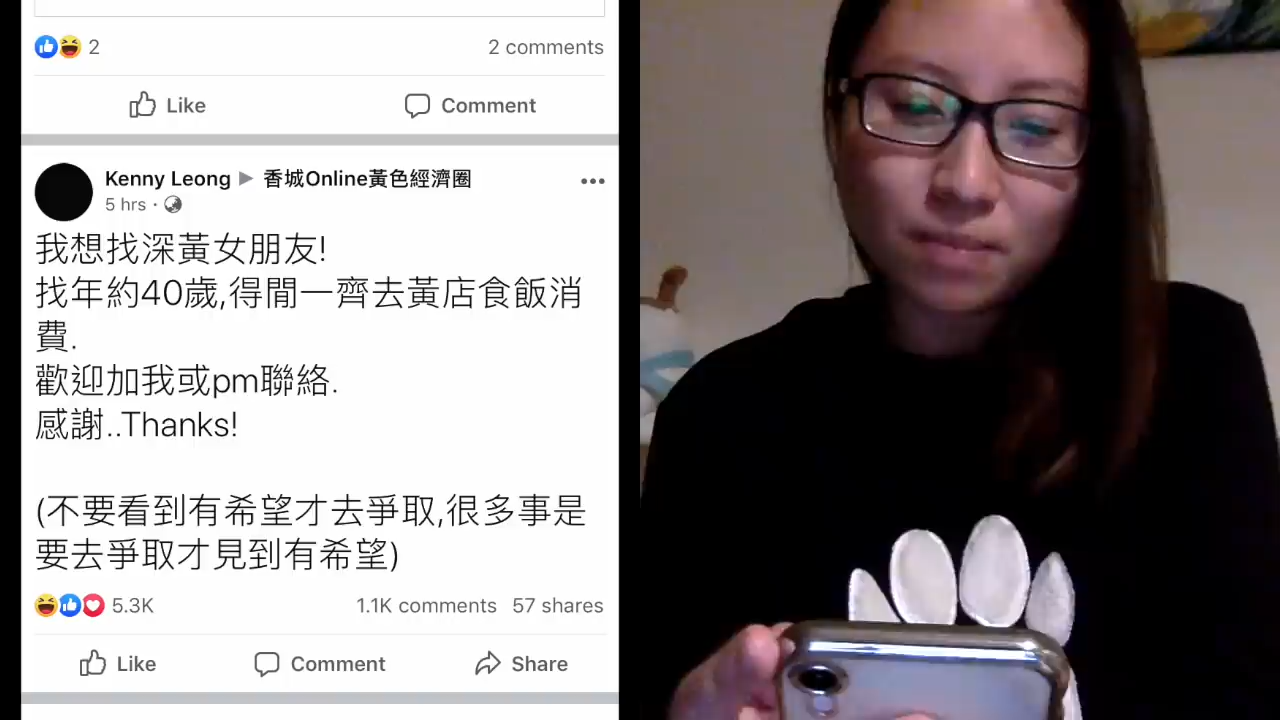 2
2 comments
Like
Comment
Kenny Leong ▶ 香城Online黃色經濟圈
5 hrs ·
我想找深黃女朋友!
找年約40歲,得閒一齊去黃店食飯消
費.
歡迎加我或pm聯絡.
感謝..Thanks!
(不要看到有希望才去爭取,很多事是
要去爭取才見到有希望)
5.3K
1.1K comments
57 shares
Like
Comment
Share